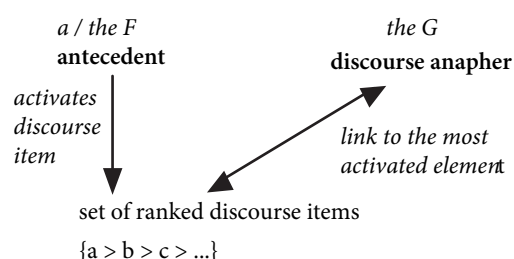 a / the F
antecedent
the G
discourse anapher
activates
discourse
item
link to the most
activated element
set of ranked discourse items
{a > b > c > ...}